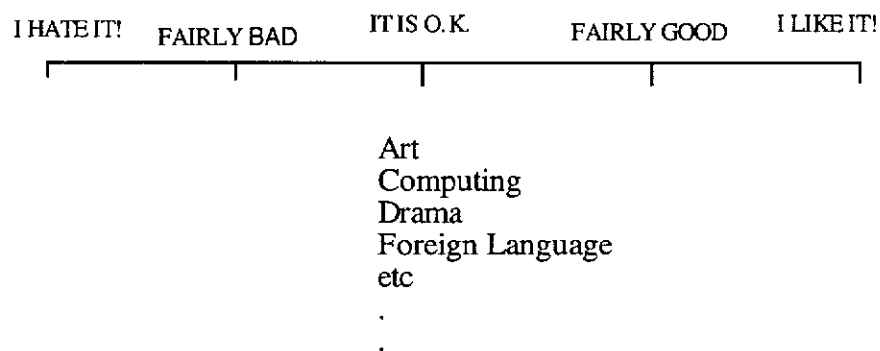 I HATE IT! FAIRLY BAD IT IS O.K. FAIRLY GOOD I LIKE IT!
Art
Computing
Drama
Foreign Language
etc
.
.